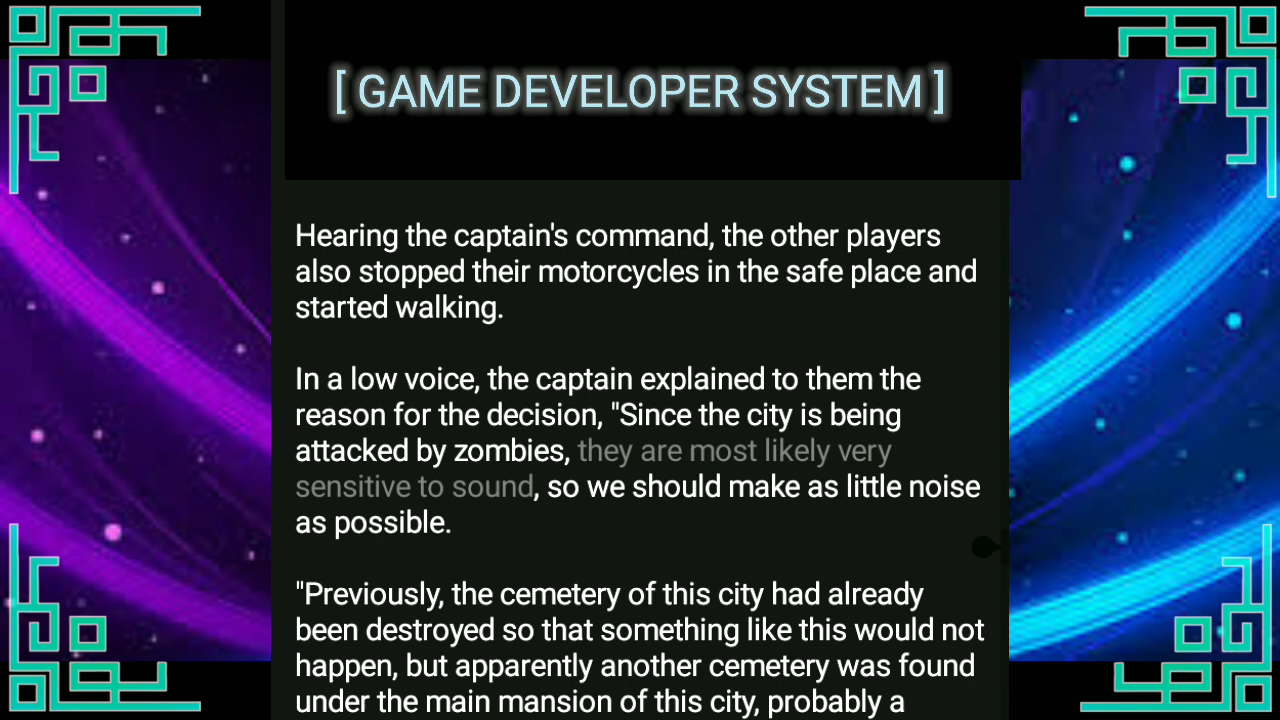 [ GAME DEVELOPER SYSTEM ]
Hearing the captain's command, the other players
also stopped their motorcycles in the safe place and
started walking.
In a low voice, the captain explained to them the
reason for the decision, "Since the city is being
attacked by zombies, they are most likely very
sensitive to sound, so we should make as little noise
as possible.
"Previously, the cemetery of this city had already
been destroyed so that something like this would not
happen, but apparently another cemetery was found
under the main mansion of this city, probably a